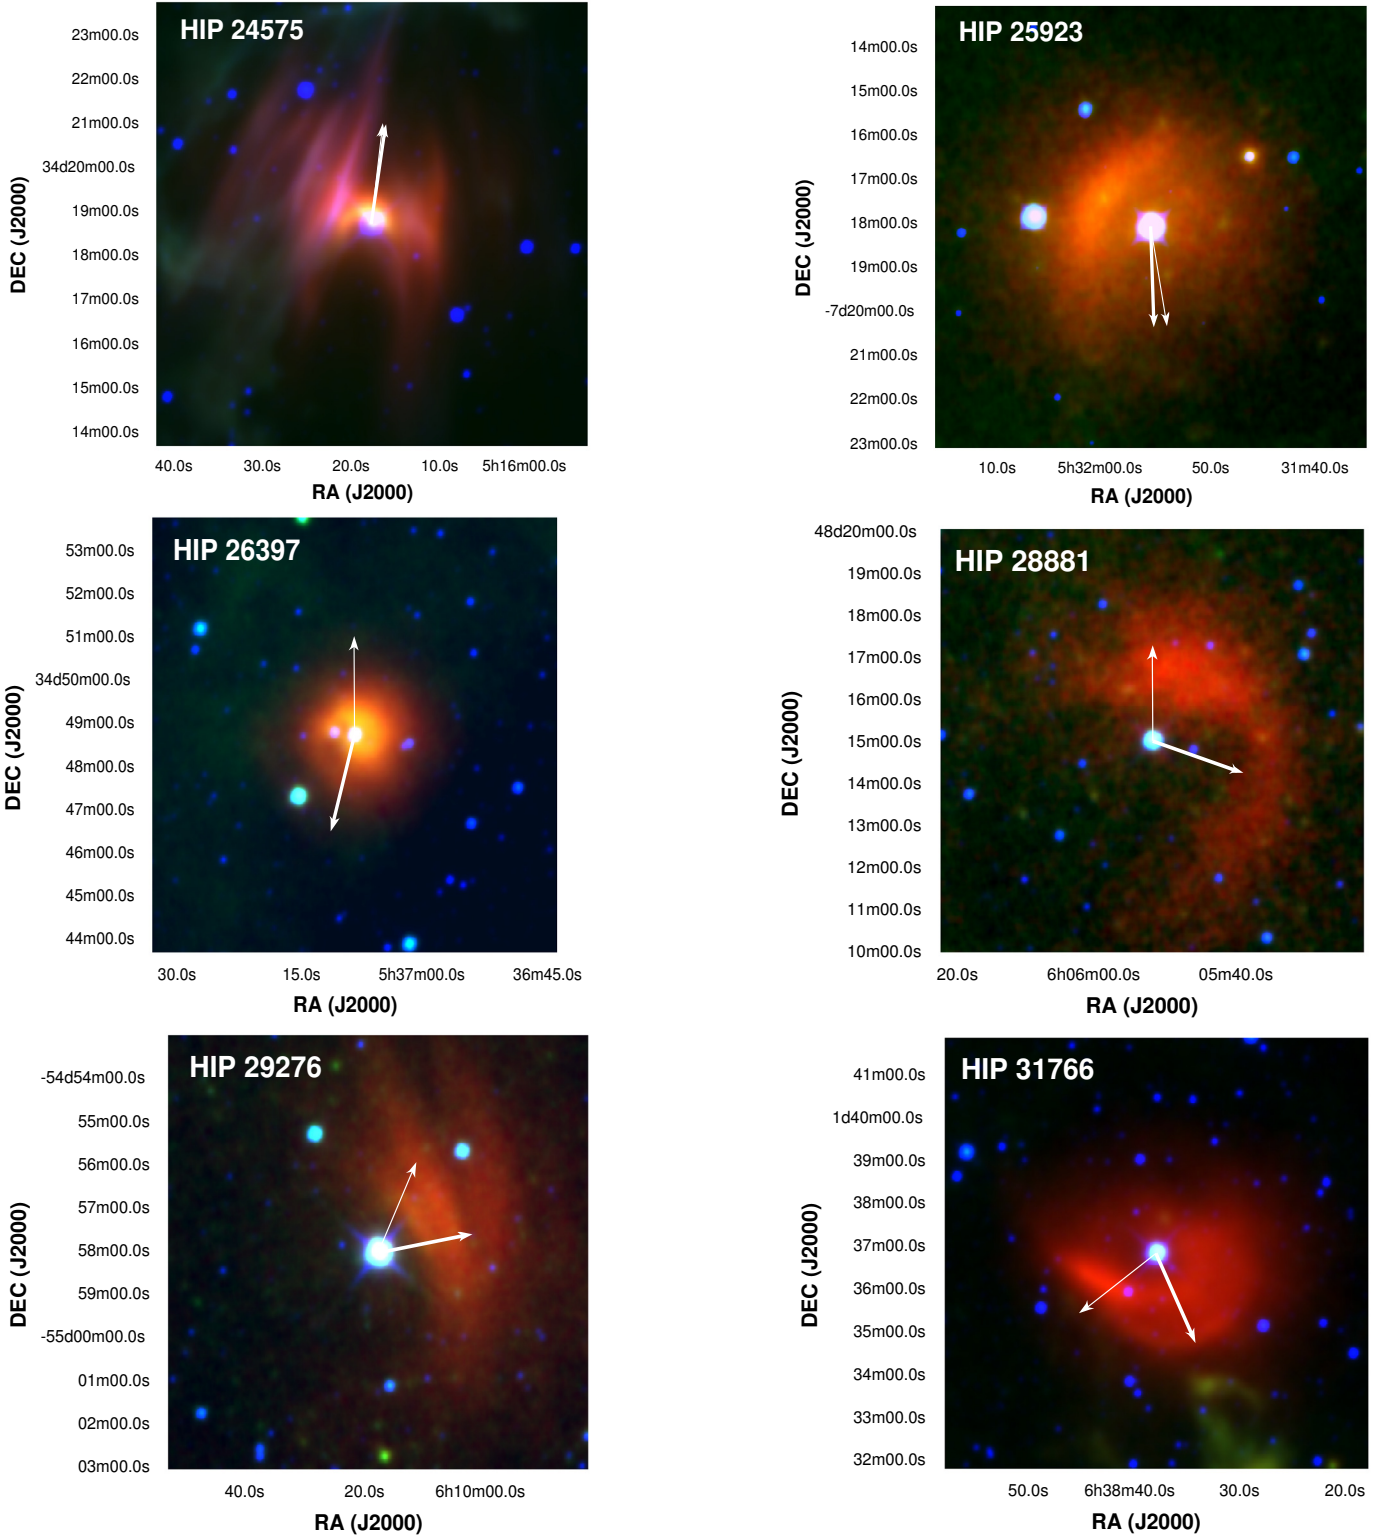 HIP 24575
23m00.0s
22m00.0s
21m00.0s
34d20m00.0s
19m00.0s
18m00.0s
17m00.0s
16m00.0s
15m00.0s
14m00.0s
DEC (J2000)
40.0s 30.0s 20.0s 10.0s 5h16m00.0s
RA (J2000)
HIP 25923
14m00.0s
15m00.0s
16m00.0s
17m00.0s
18m00.0s
19m00.0s
-7d20m00.0s
21m00.0s
22m00.0s
23m00.0s
DEC (J2000)
10.0s 5h32m00.0s 50.0s 31m40.0s
RA (J2000)
HIP 26397
53m00.0s
52m00.0s
51m00.0s
34d50m00.0s
49m00.0s
48m00.0s
47m00.0s
46m00.0s
45m00.0s
44m00.0s
DEC (J2000)
30.0s 15.0s 5h37m00.0s 36m45.0s
RA (J2000)
HIP 28881
48d20m00.0s
19m00.0s
18m00.0s
17m00.0s
16m00.0s
15m00.0s
14m00.0s
13m00.0s
12m00.0s
11m00.0s
10m00.0s
DEC (J2000)
20.0s 6h06m00.0s 05m40.0s
RA (J2000)
HIP 29276
-54d54m00.0s
55m00.0s
56m00.0s
57m00.0s
58m00.0s
59m00.0s
-55d00m00.0s
01m00.0s
02m00.0s
03m00.0s
DEC (J2000)
40.0s 20.0s 6h10m00.0s
RA (J2000)
HIP 31766
41m00.0s
1d40m00.0s
39m00.0s
38m00.0s
37m00.0s
36m00.0s
35m00.0s
34m00.0s
33m00.0s
32m00.0s
DEC (J2000)
50.0s 6h38m40.0s 30.0s 20.0s
RA (J2000)